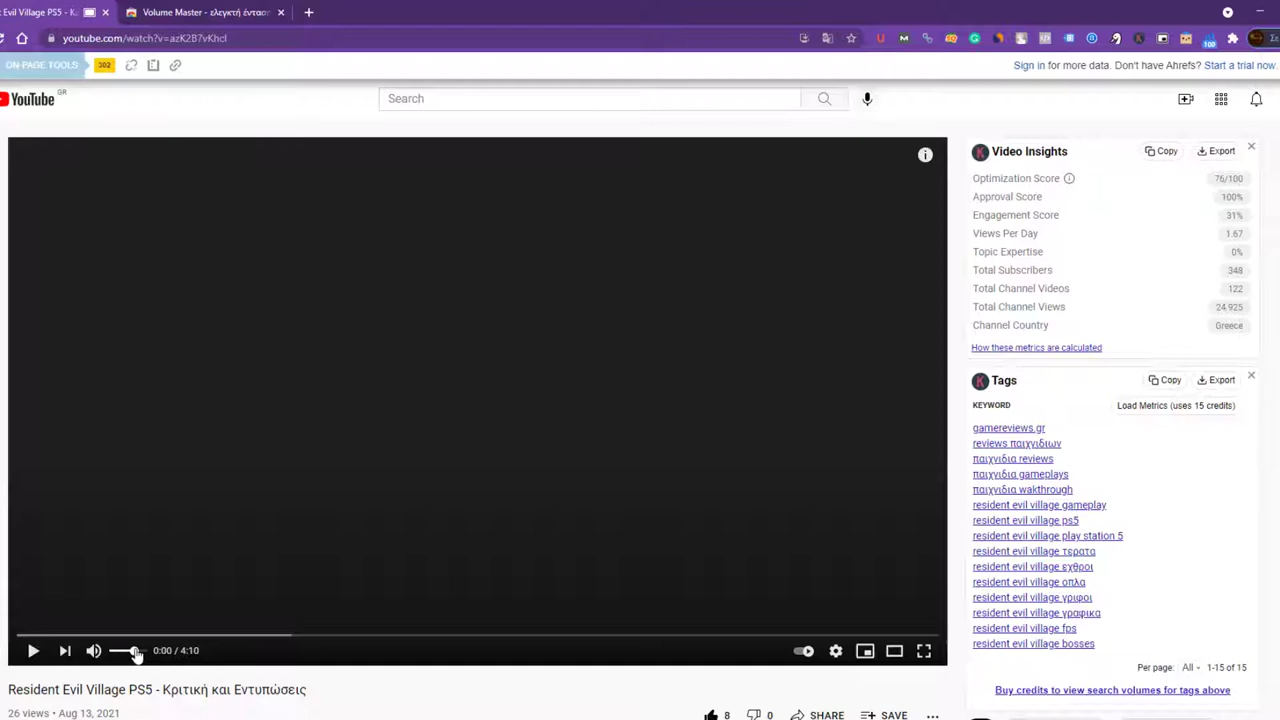 Evil Village PS5 - Κ
Volume Master - ελεγκτή έντασ
youtube.com/watch?v=azK2B7vKhcI
100
ON-PAGE TOOLS
302
Sign in for more data. Don't have Ahrefs? Start a trial now.
YouTube GR
Search
Video Insights
Copy
Export
Optimization Score
76/100
Approval Score
100%
Engagement Score
31%
Views Per Day
1.67
Topic Expertise
0%
Total Subscribers
348
Total Channel Videos
122
Total Channel Views
24 925
Channel Country
Greece
How these metrics are calculated
Tags
Copy
Export
KEYWORD
Load Metrics (uses 15 credits)
gamereviews.gr
reviews παιχνιδιων
παιχνιδια reviews
παιχνιδια gameplays
παιχνιδια wakthrough
resident evil village gameplay
resident evil village ps5
resident evil village play station 5
resident evil village τερατα
resident evil village εχθροι
resident evil village οπλα
resident evil village γριφοι
resident evil village γραφικα
resident evil village fps
resident evil village bosses
Per page: All 1-15 of 15
Buy credits to view search volumes for tags above
0:00 / 4:10
Resident Evil Village PS5 - Κριτική και Εντυπώσεις
26 views • Aug 13, 2021
8
0
SHARE
SAVE